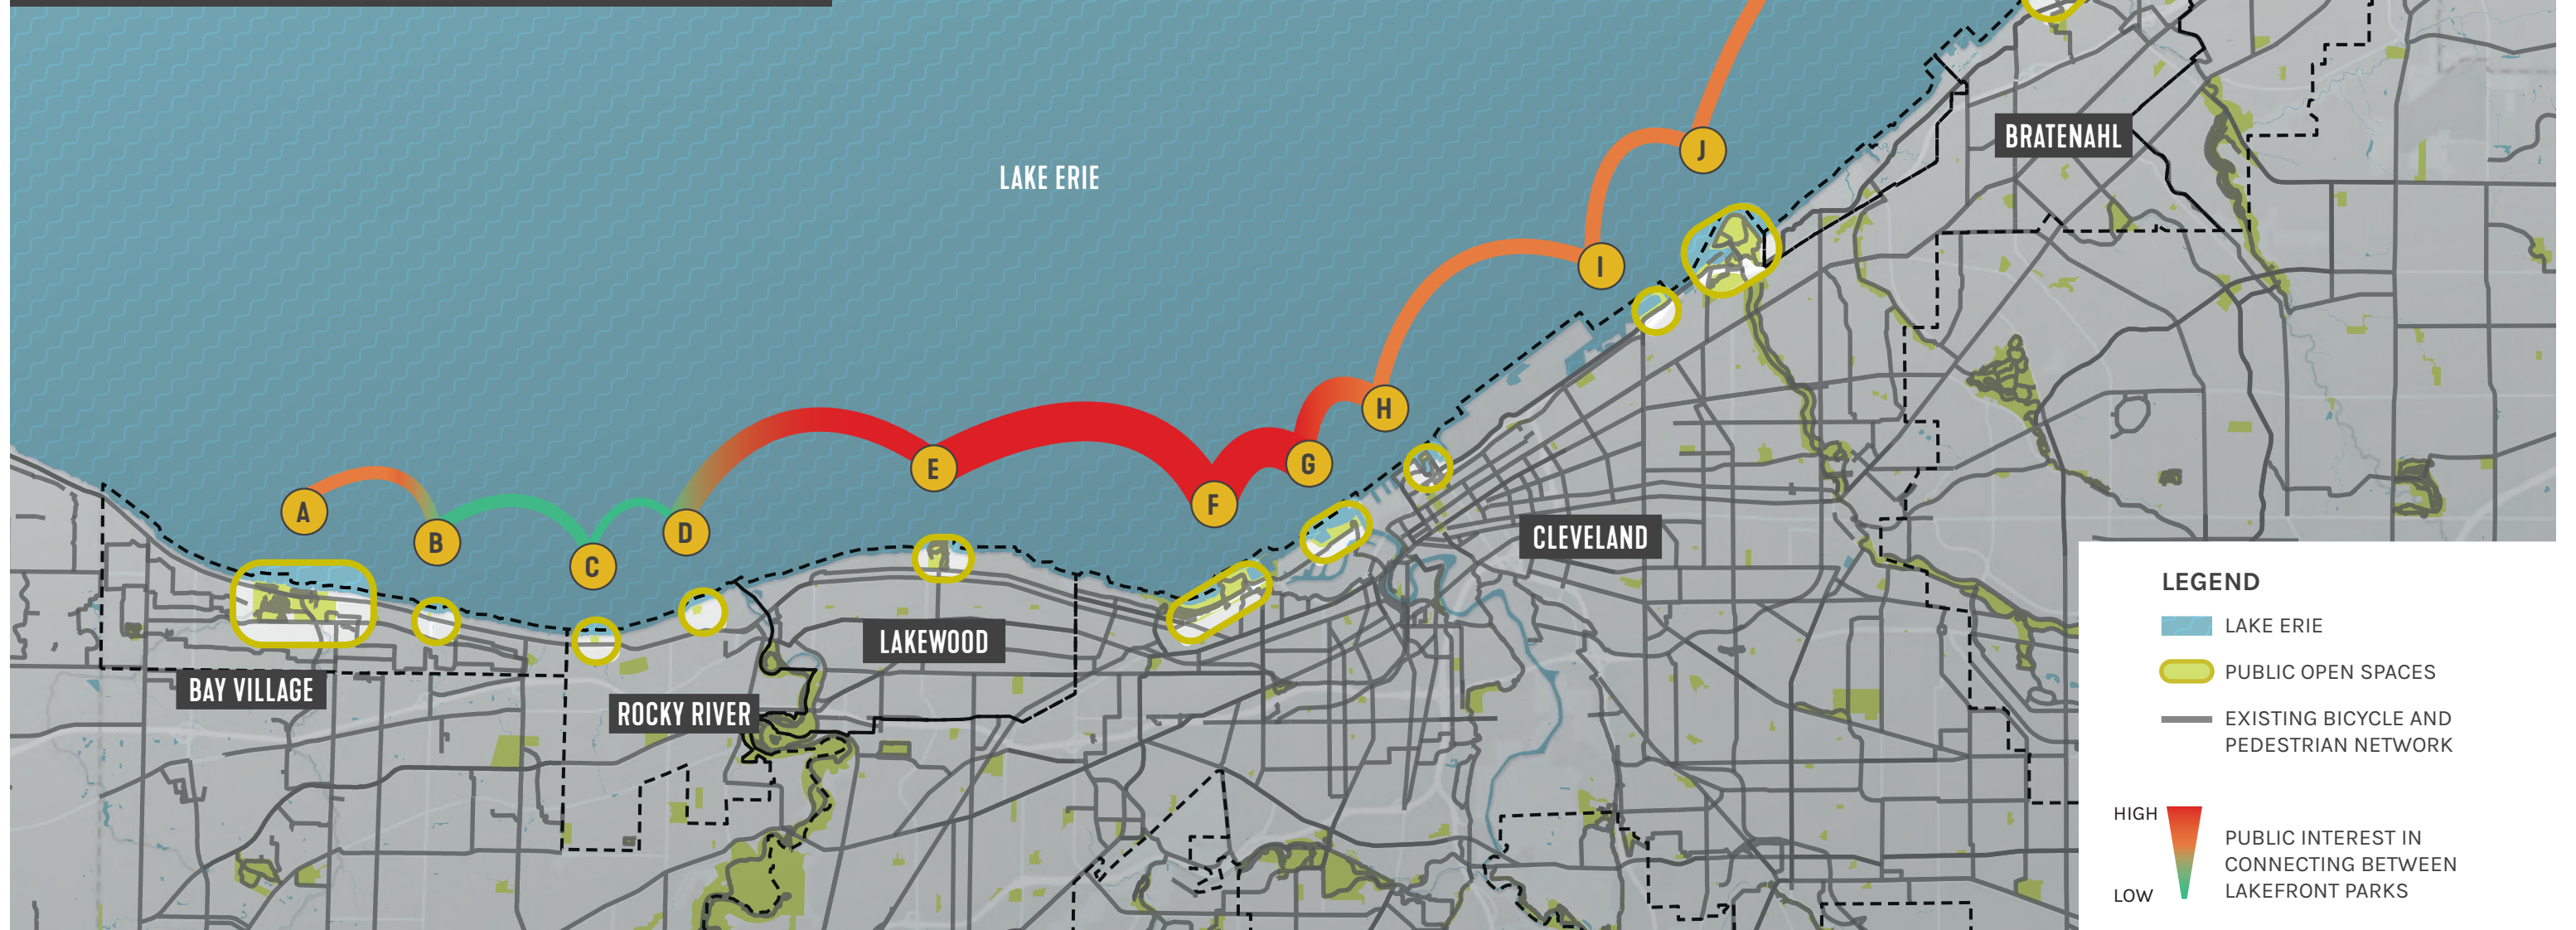 LAKE ERIE
BRATENAHL
J
I
H
G
F
E
D
C
B
A
CLEVELAND
LAKEWOOD
ROCKY RIVER
BAY VILLAGE
LEGEND
LAKE ERIE
PUBLIC OPEN SPACES
EXISTING BICYCLE AND
PEDESTRIAN NETWORK
HIGH
LOW
PUBLIC INTEREST IN
CONNECTING BETWEEN
LAKEFRONT PARKS